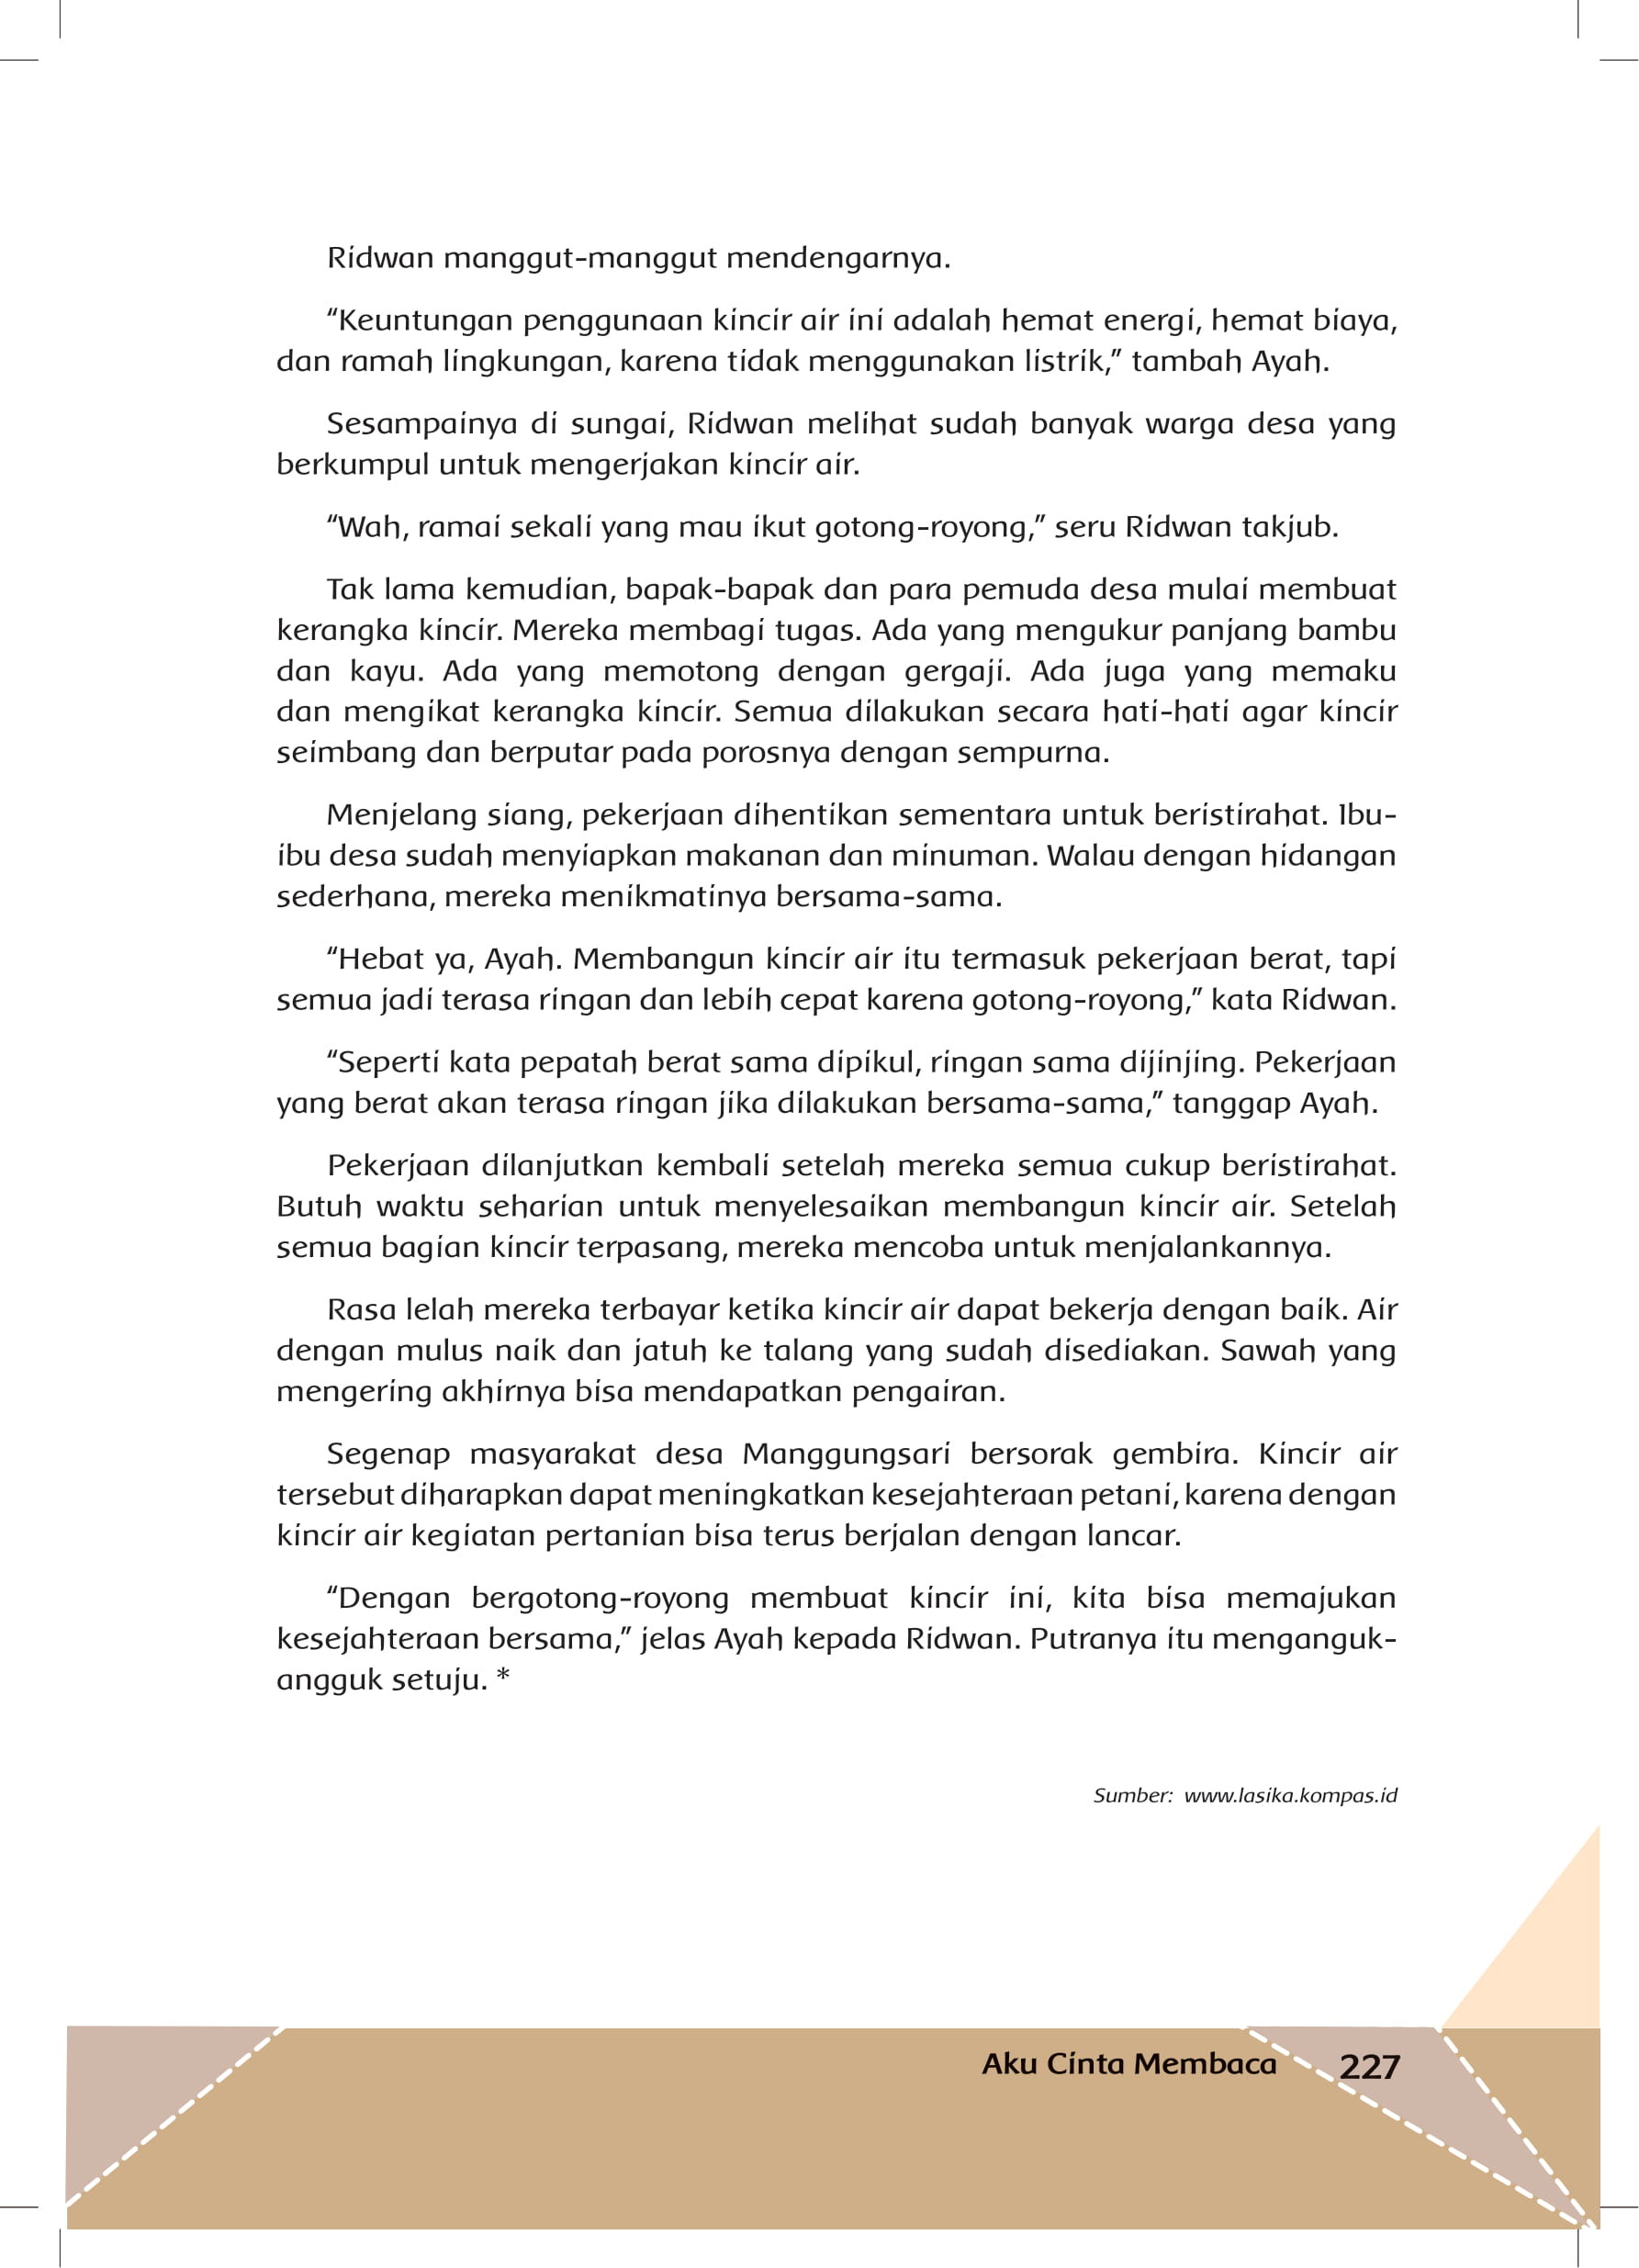 Ridwan manggut-manggut mendengarnya.
“Keuntungan penggunaan kincir air ini adalah hemat energi, hemat biaya,
dan ramah lingkungan, karena tidak menggunakan listrik,” tambah Ayah.
Sesampainya di sungai, Ridwan melihat sudah banyak warga desa yang
berkumpul untuk mengerjakan kincir air.
“Wah, ramai sekali yang mau ikut gotong-royong,” seru Ridwan takjub.
Tak lama kemudian, bapak-bapak dan para pemuda desa mulai membuat
kerangka kincir. Mereka membagi tugas. Ada yang mengukur panjang bambu
dan kayu. Ada yang memotong dengan gergaji. Ada juga yang memaku
dan mengikat kerangka kincir. Semua dilakukan secara hati-hati agar kincir
seimbang dan berputar pada porosnya dengan sempurna.
Menjelang siang, pekerjaan dihentikan sementara untuk beristirahat. Ibu-
ibu desa sudah menyiapkan makanan dan minuman. Walau dengan hidangan
sederhana, mereka menikmatinya bersama-sama.
“Hebat ya, Ayah. Membangun kincir air itu termasuk pekerjaan berat, tapi
semua jadi terasa ringan dan lebih cepat karena gotong-royong,” kata Ridwan.
“Seperti kata pepatah berat sama dipikul, ringan sama dijinjing. Pekerjaan
yang berat akan terasa ringan jika dilakukan bersama-sama,” tanggap Ayah.
Pekerjaan dilanjutkan kembali setelah mereka semua cukup beristirahat.
Butuh waktu seharian untuk menyelesaikan membangun kincir air. Setelah
semua bagian kincir terpasang, mereka mencoba untuk menjalankannya.
Rasa lelah mereka terbayar ketika kincir air dapat bekerja dengan baik. Air
dengan mulus naik dan jatuh ke talang yang sudah disediakan. Sawah yang
mengering akhirnya bisa mendapatkan pengairan.
Segenap masyarakat desa Manggungsari bersorak gembira. Kincir air
tersebut diharapkan dapat meningkatkan kesejahteraan petani, karena dengan
kincir air kegiatan pertanian bisa terus berjalan dengan lancar.
“Dengan bergotong-royong membuat kincir ini, kita bisa memajukan
kesejahteraan bersama,” jelas Ayah kepada Ridwan. Putranya itu menganguk-
angguk setuju. *
Sumber: www.lasika.kompas.id
Aku Cinta Membaca 227